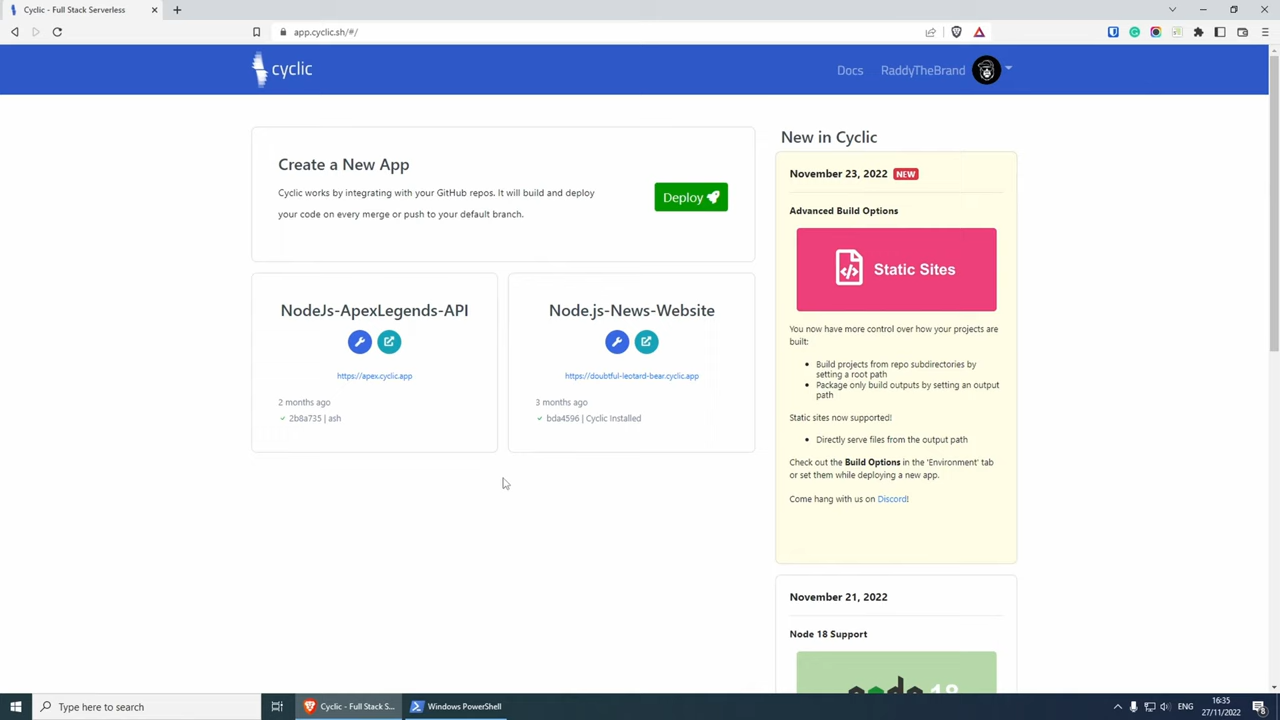 Cyclic - Full Stack Serverless
app.cyclic.sh/#/
cyclic
Docs
RaddyTheBrand
Create a New App
Cyclic works by integrating with your GitHub repos. It will build and deploy
your code on every merge or push to your default branch.
Deploy
NodeJs-ApexLegends-API
https://apex.cyclic.app
2 months ago
2b8a735 | ash
Node.js-News-Website
https://doubtful-leotard-bear.cyclic.app
3 months ago
bda4596 | Cyclic Installed
New in Cyclic
November 23, 2022 NEW
Advanced Build Options
Static Sites
You now have more control over how your projects are
built:
Build projects from repo subdirectories by
setting a root path
Package only build outputs by setting an output
path
Static sites now supported!
Directly serve files from the output path
Check out the Build Options in the 'Environment' tab
or set them while deploying a new app.
Come hang with us on Discord!
November 21, 2022
Node 18 Support
Type here to search
Cyclic - Full Stack S...
Windows PowerShell
ENG
16:35
27/11/2022
8